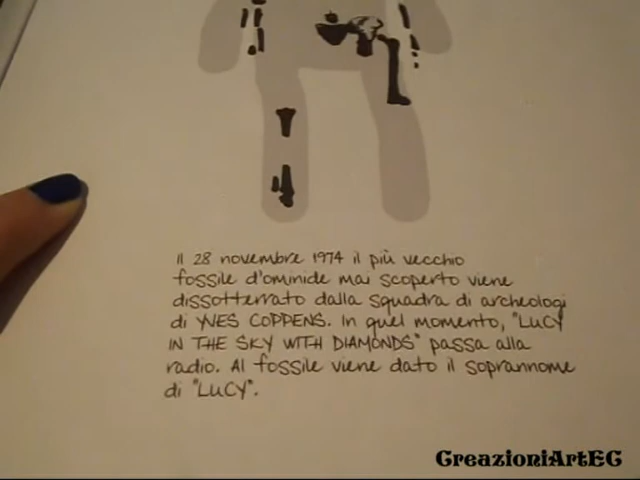 Il 28 novembre 1974 il più vecchio
fossile d'ominide mai scoperto viene
dissotterrato dalla squadra di archeologi
di YVES COPPENS. In quel momento, "LUCY
IN THE SKY WITH DIAMONDS" passa alla
radio. Al fossile viene dato il soprannome
di "LUCY".
CreazioniArtEC